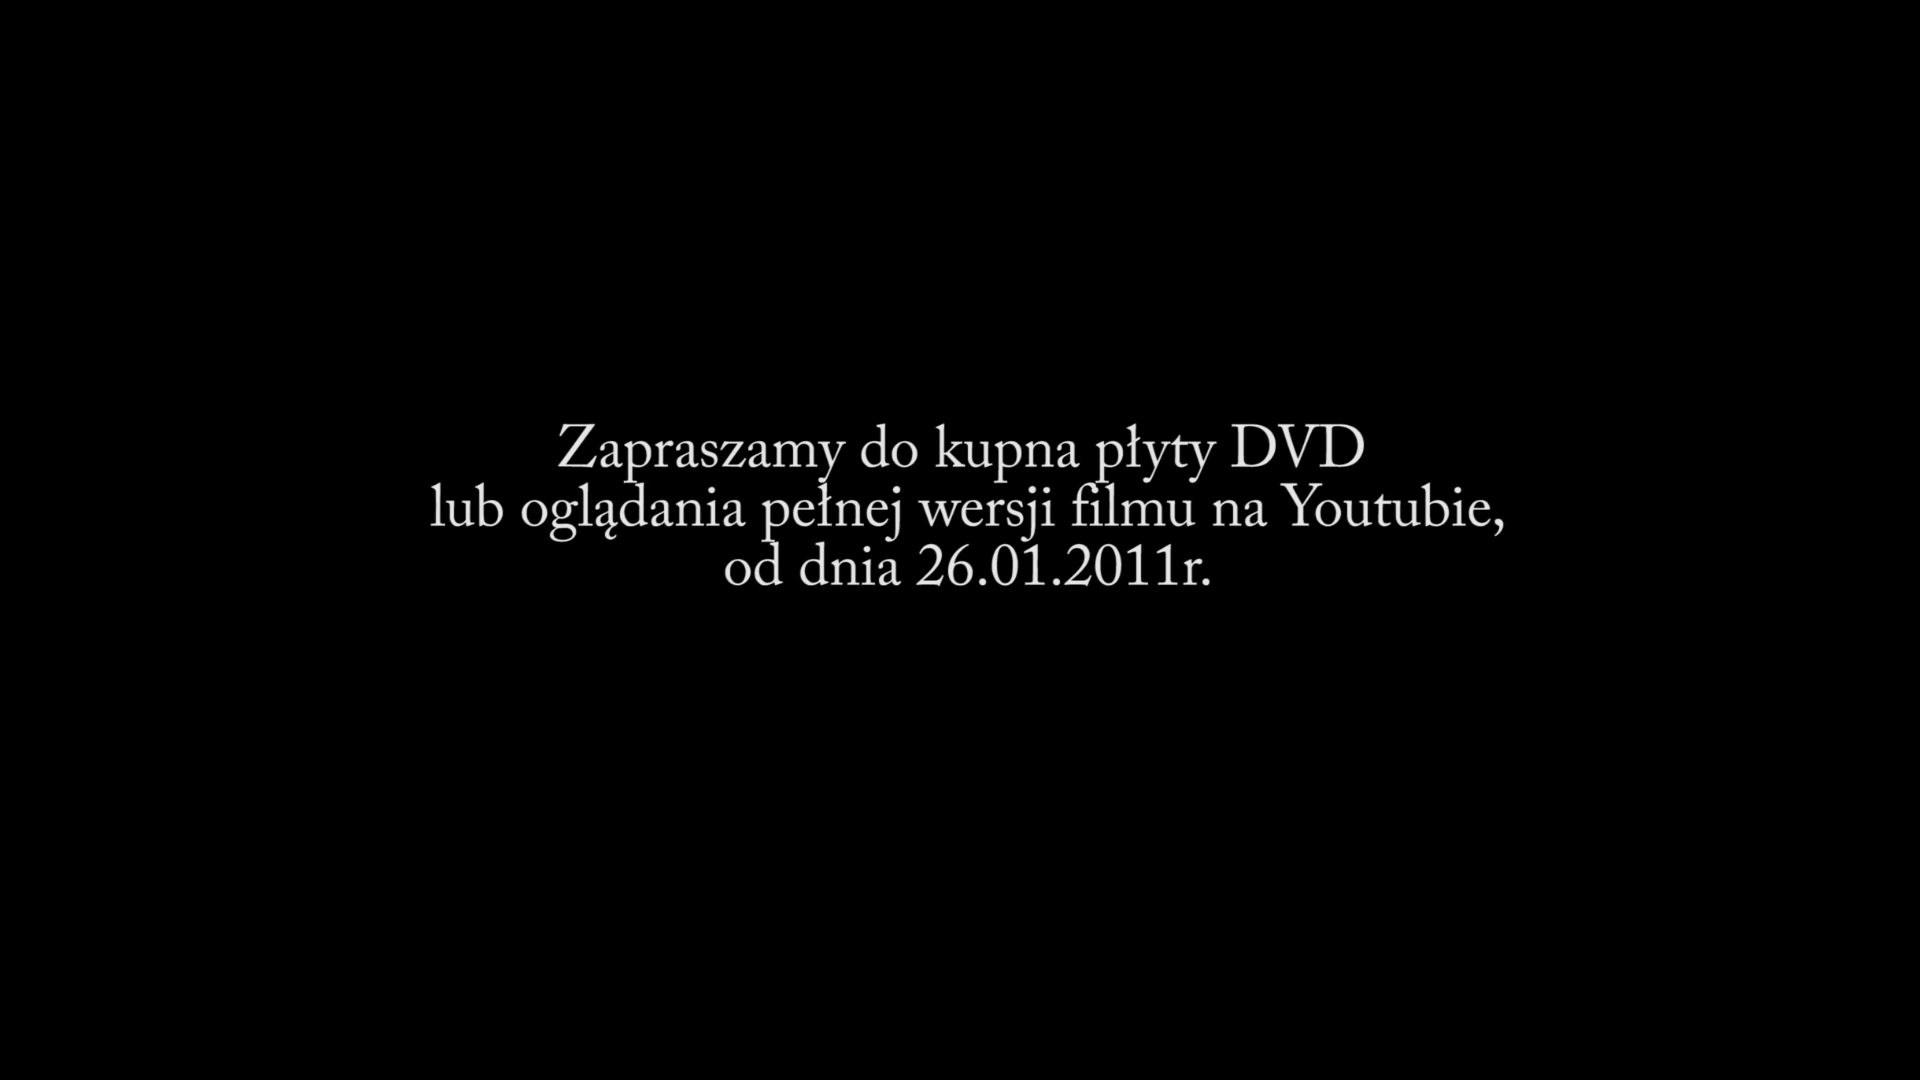 Zapraszamy do kupna płyty DVD
lub oglądania pełnej wersji filmu na Youtubie,
od dnia 26.01.2011r.